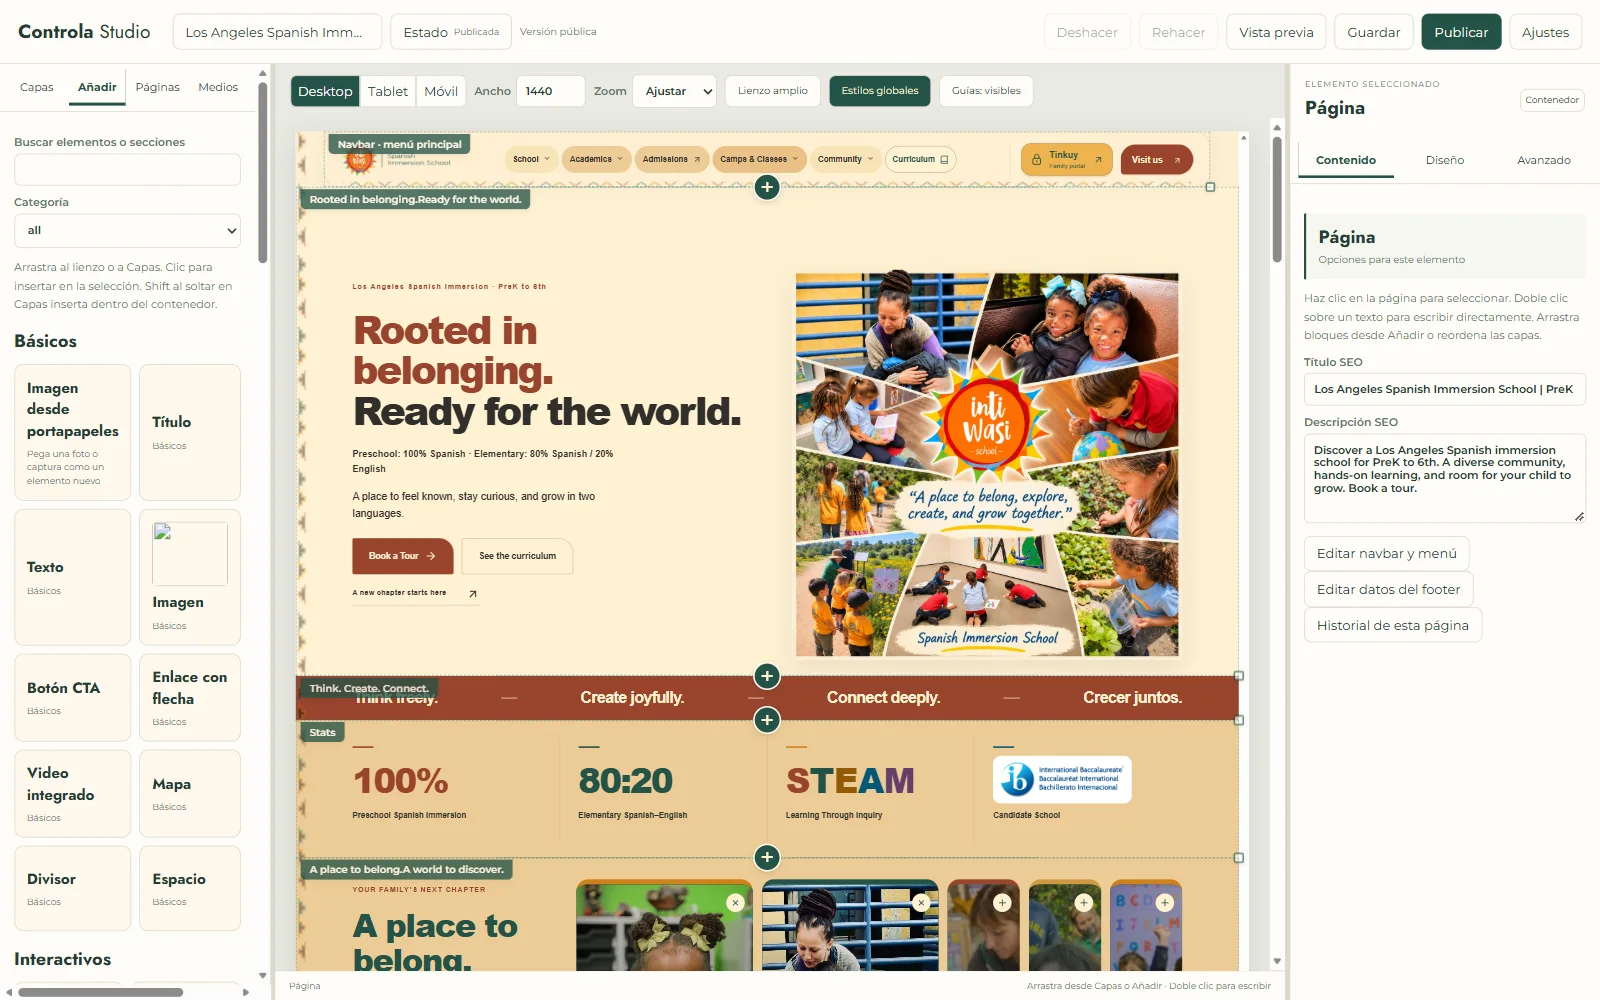 Controla Studio
Los Angeles Spanish Imm...
Estado Publicada
Versión pública
Deshacer
Rehacer
Vista previa
Guardar
Publicar
Ajustes
Capas
Añadir
Páginas
Medios
Buscar elementos o secciones
Categoría
all
Arrastra al lienzo o a Capas. Clic para
insertar en la selección. Shift al soltar en
Capas inserta dentro del contenedor.
Básicos
Imagen
desde
portapapeles
Pega una foto o
captura como un
elemento nuevo
Título
Básicos
Texto
Básicos
Imagen
Básicos
Botón CTA
Básicos
Enlace con
flecha
Básicos
Video
integrado
Básicos
Mapa
Básicos
Divisor
Básicos
Espacio
Básicos
Interactivos
Desktop
Tablet
Móvil
Ancho
1440
Zoom
Ajustar
Lienzo amplio
Estilos globales
Guías: visibles
Navbar · menú principal
Spanish
Immersion School
School
Academics
Admissions
Camps & Classes
Community
Curriculum
Tinkuy
Family portal
Visit us
Rooted in belonging.Ready for the world.
Los Angeles Spanish Immersion · PreK to 6th
Rooted in
belonging.
Ready for the world.
Preschool: 100% Spanish · Elementary: 80% Spanish / 20%
English
A place to feel known, stay curious, and grow in two
languages.
Book a Tour
See the curriculum
A new chapter starts here
inti
wasi
- school -
"A place to belong, explore,
create, and grow together."
Spanish Immersion School
Think. Create. Connect.
Think freely.
Create joyfully.
Connect deeply.
Crecer juntos.
Stats
100%
Preschool Spanish Immersion
80:20
Elementary Spanish–English
STEAM
Learning Through Inquiry
International Baccalaureate
Baccalauréat International
Bachillerato Internacional
Candidate School
A place to belong.A world to discover.
YOUR FAMILY'S NEXT CHAPTER
A place to
belong.
Página
Arrastra desde Capas o Añadir · Doble clic para escribir
ELEMENTO SELECCIONADO
Página
Contenedor
Contenido
Diseño
Avanzado
Página
Opciones para este elemento
Haz clic en la página para seleccionar. Doble clic
sobre un texto para escribir directamente. Arrastra
bloques desde Añadir o reordena las capas.
Título SEO
Los Angeles Spanish Immersion School | PreK
Descripción SEO
Discover a Los Angeles Spanish immersion
school for PreK to 6th. A diverse community,
hands-on learning, and room for your child to
grow. Book a tour.
Editar navbar y menú
Editar datos del footer
Historial de esta página